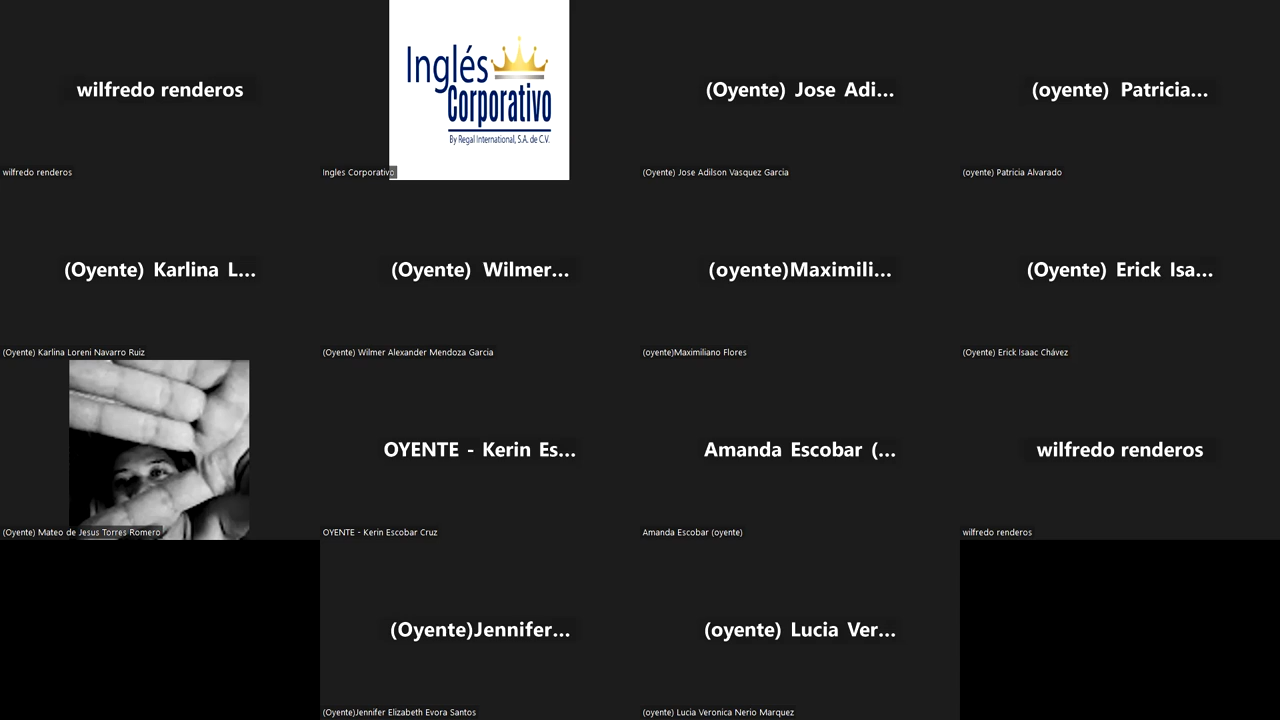 wilfredo renderos
wilfredo renderos
Inglés
Corporativo
By Regal International, S.A. de C.V.
Ingles Corporativo
(Oyente) Jose Adi...
(Oyente) Jose Adilson Vasquez Garcia
(oyente) Patricia...
(oyente) Patricia Alvarado
(Oyente) Karlina L...
(Oyente) Karlina Loreni Navarro Ruiz
(Oyente) Wilmer...
(Oyente) Wilmer Alexander Mendoza Garcia
(oyente)Maximili...
(oyente)Maximiliano Flores
(Oyente) Erick Isa...
(Oyente) Erick Isaac Chávez
(Oyente) Mateo de Jesus Torres Romero
OYENTE - Kerin Es...
OYENTE - Kerin Escobar Cruz
Amanda Escobar (...
Amanda Escobar (oyente)
wilfredo renderos
wilfredo renderos
(Oyente)Jennifer...
(Oyente)Jennifer Elizabeth Evora Santos
(oyente) Lucia Ver...
(oyente) Lucia Veronica Nerio Marquez